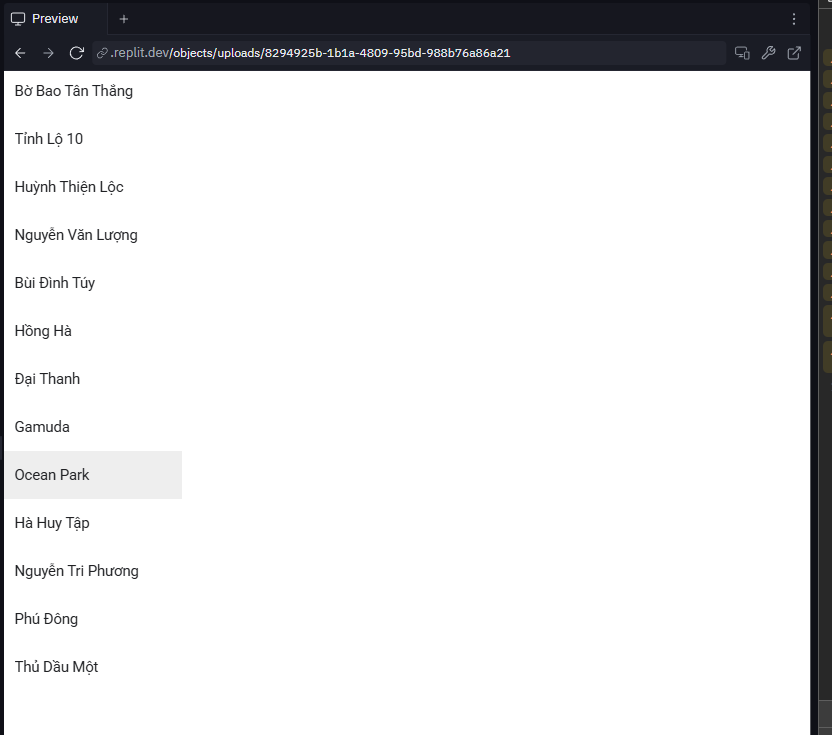 Preview
.replit.dev/objects/uploads/8294925b-1b1a-4809-95bd-988b76a86a21
Bờ Bao Tân Thắng
Tỉnh Lộ 10
Huỳnh Thiện Lộc
Nguyễn Văn Lượng
Bùi Đình Túy
Hồng Hà
Đại Thanh
Gamuda
Ocean Park
Hà Huy Tập
Nguyễn Tri Phương
Phú Đông
Thủ Dầu Một